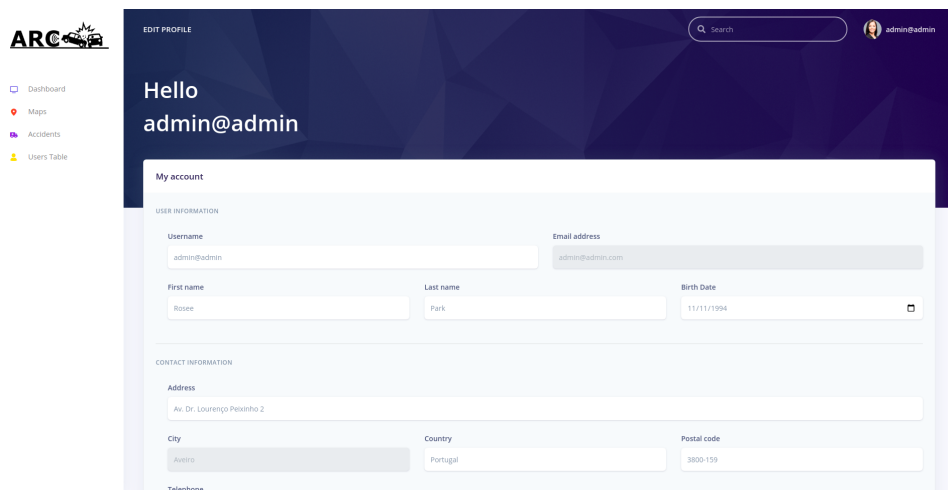 ARC
EDIT PROFILE
Search
admin@admin
Dashboard
Maps
Accidents
Users Table
Hello
admin@admin
My account
USER INFORMATION
Username
Email address
admin@admin
admin@admin.com
First name
Last name
Birth Date
Rosee
Park
11/11/1994
CONTACT INFORMATION
Address
Av. Dr. Lourenço Peixinho 2
City
Country
Postal code
Aveiro
Portugal
3800-159
Telephone